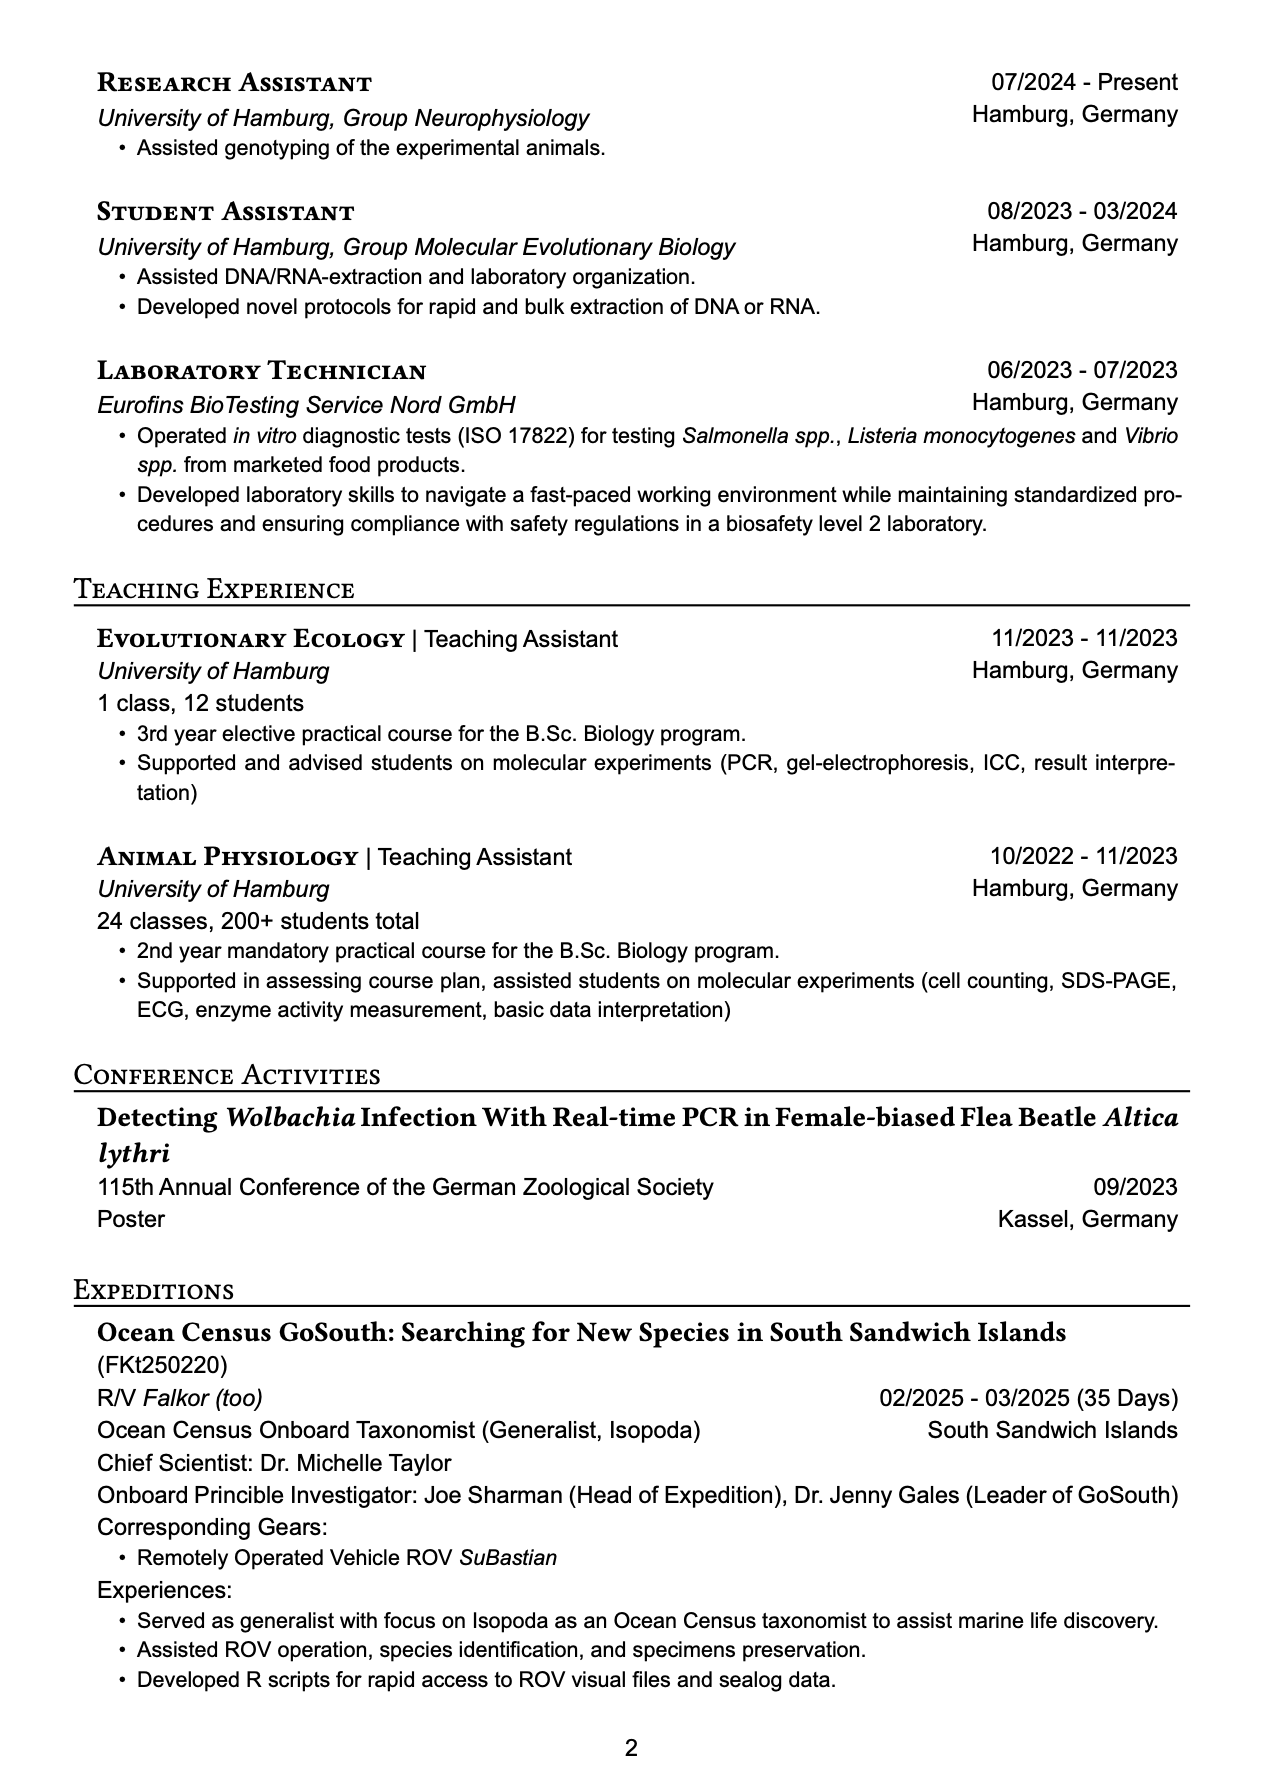 Research Assistant 07/2024 - Present
University of Hamburg, Group Neurophysiology Hamburg, Germany
• Assisted genotyping of the experimental animals.
Student Assistant 08/2023 - 03/2024
University of Hamburg, Group Molecular Evolutionary Biology Hamburg, Germany
• Assisted DNA/RNA-extraction and laboratory organization.
• Developed novel protocols for rapid and bulk extraction of DNA or RNA.
Laboratory Technician 06/2023 - 07/2023
Eurofins BioTesting Service Nord GmbH Hamburg, Germany
• Operated in vitro diagnostic tests (ISO 17822) for testing Salmonella spp., Listeria monocytogenes and Vibrio
spp. from marketed food products.
• Developed laboratory skills to navigate a fast-paced working environment while maintaining standardized pro-
cedures and ensuring compliance with safety regulations in a biosafety level 2 laboratory.
Teaching Experience
Evolutionary Ecology | Teaching Assistant 11/2023 - 11/2023
University of Hamburg Hamburg, Germany
1 class, 12 students
• 3rd year elective practical course for the B.Sc. Biology program.
• Supported and advised students on molecular experiments (PCR, gel-electrophoresis, ICC, result interpre-
tation)
Animal Physiology | Teaching Assistant 10/2022 - 11/2023
University of Hamburg Hamburg, Germany
24 classes, 200+ students total
• 2nd year mandatory practical course for the B.Sc. Biology program.
• Supported in assessing course plan, assisted students on molecular experiments (cell counting, SDS-PAGE,
ECG, enzyme activity measurement, basic data interpretation)
Conference Activities
Detecting Wolbachia Infection With Real-time PCR in Female-biased Flea Beatle Altica
lythri
115th Annual Conference of the German Zoological Society 09/2023
Poster Kassel, Germany
Expeditions
Ocean Census GoSouth: Searching for New Species in South Sandwich Islands
(FKt250220)
R/V Falkor (too) 02/2025 - 03/2025 (35 Days)
Ocean Census Onboard Taxonomist (Generalist, Isopoda) South Sandwich Islands
Chief Scientist: Dr. Michelle Taylor
Onboard Princible Investigator: Joe Sharman (Head of Expedition), Dr. Jenny Gales (Leader of GoSouth)
Corresponding Gears:
• Remotely Operated Vehicle ROV SuBastian
Experiences:
• Served as generalist with focus on Isopoda as an Ocean Census taxonomist to assist marine life discovery.
• Assisted ROV operation, species identification, and specimens preservation.
• Developed R scripts for rapid access to ROV visual files and sealog data.
2